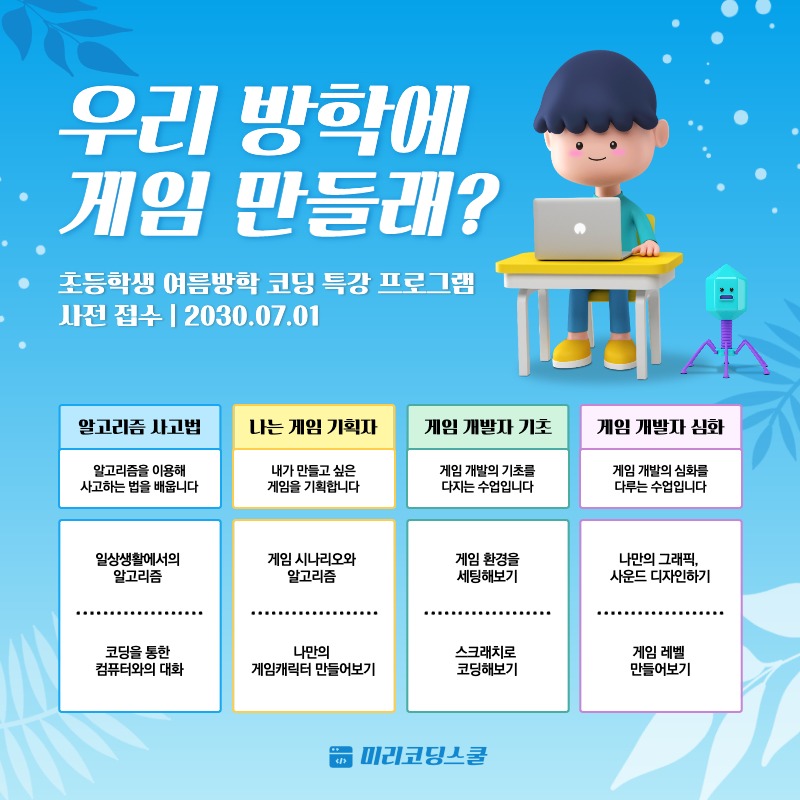 우리 방학에
게임 만들래?
초등학생 여름방학 코딩 특강 프로그램
사전 접수 | 2030.07.01
알고리즘 사고법
알고리즘을 이용해
사고하는 법을 배웁니다
일상생활에서의
알고리즘
코딩을 통한
컴퓨터와의 대화
나는 게임 기획자
내가 만들고 싶은
게임을 기획합니다
게임 시나리오와
알고리즘
나만의
게임캐릭터 만들어보기
게임 개발자 기초
게임 개발의 기초를
다지는 수업입니다
게임 환경을
세팅해보기
스크래치로
코딩해보기
게임 개발자 심화
게임 개발의 심화를
다루는 수업입니다
나만의 그래픽,
사운드 디자인하기
게임 레벨
만들어보기
미리코딩스쿨